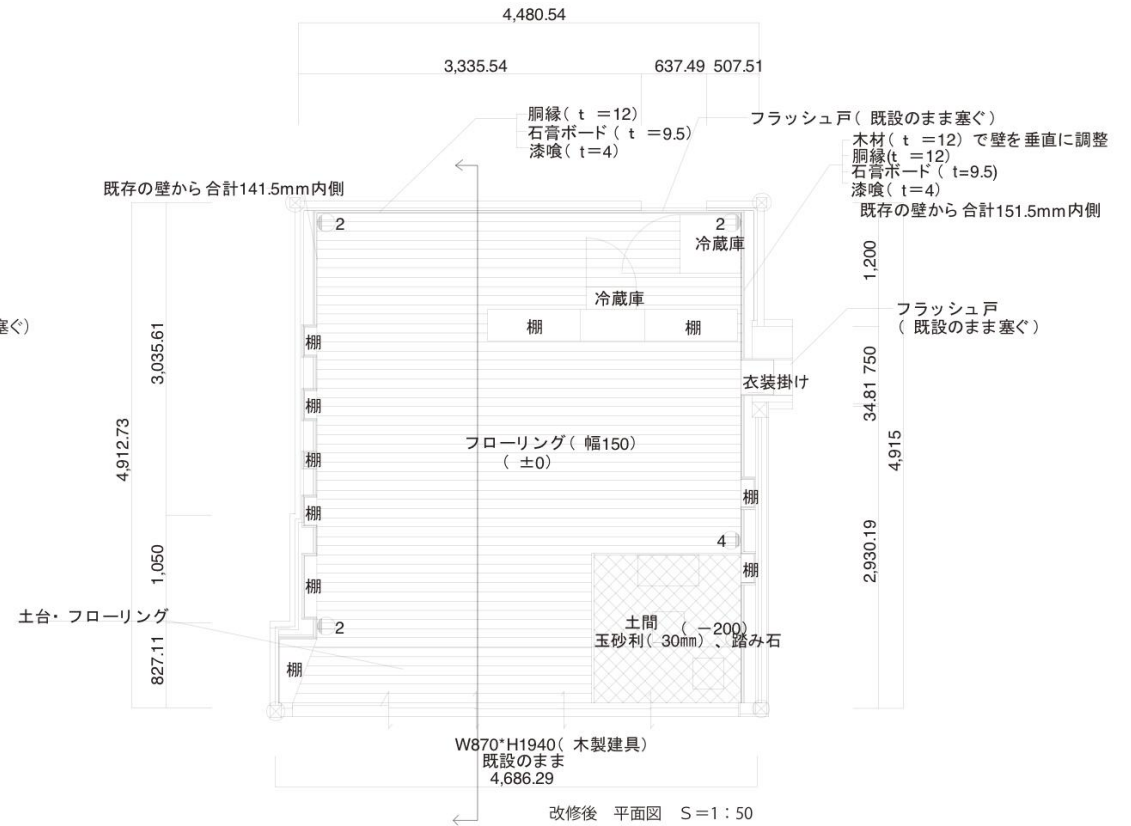 4,480.54
3,335.54
637.49
507.51
胴縁( t =12)
石膏ボード ( t =9.5)
漆喰( t=4)
フラッシュ戸( 既設のまま塞ぐ)
木材( t =12) で壁を垂直に調整
胴縁(t =12)
石膏ボード ( t=9.5)
漆喰( t=4)
既存の壁から合計151.5mm内側
既存の壁から合計141.5mm内側
2
2
冷蔵庫
冷蔵庫
棚
棚
1,200
フラッシュ戸
( 既設のまま塞ぐ)
塞ぐ)
3,035.61
棚
衣装掛け
750
34.81
棚
4,912.73
フローリング( 幅150)
( ±0)
4,915
棚
棚
棚
4
2,930.19
棚
棚
1,050
土台・フローリング
2
土間
( −200)
玉砂利( 30㎜) 、踏み石
827.11
棚
W870*H1940( 木製建具)
既設のまま
4,686.29
改修後 平面図 S=1:50